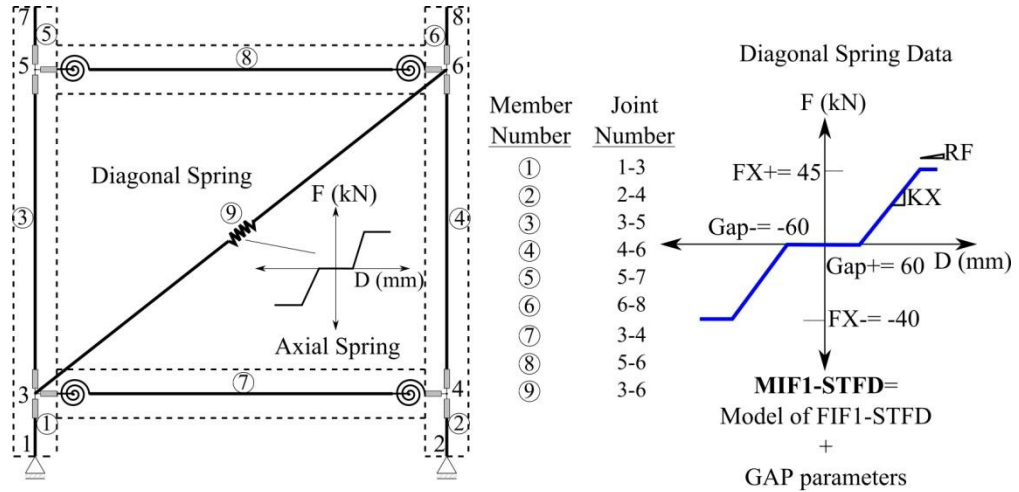 7
8
⑤
⑥
5
⑧
6
Diagonal Spring
⑨
F (kN)
③
④
D (mm)
Axial Spring
3
⑦
4
①
②
1
2
Member Number
Joint Number
① 1-3
② 2-4
③ 3-5
④ 4-6
⑤ 5-7
⑥ 6-8
⑦ 3-4
⑧ 5-6
⑨ 3-6
Diagonal Spring Data
F (kN)
RF
FX+= 45
KX
Gap-= -60
Gap+= 60
D (mm)
FX-= -40
MIF1-STFD=
Model of FIF1-STFD
+
GAP parameters